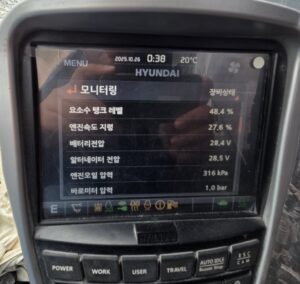 MENU 2025.10.26 0:38 20°C
HYUNDAI
모니터링 장비상태
요소수 탱크 레벨 48,4 %
엔진속도 지령 27,6 %
배터리전압 28,4 V
알터네이터 전압 28,5 V
엔진오일 압력 316 kPa
바로미터 압력 1,0 bar
E
POWER WORK USER TRAVEL AUTO IDLE ESC
CAM